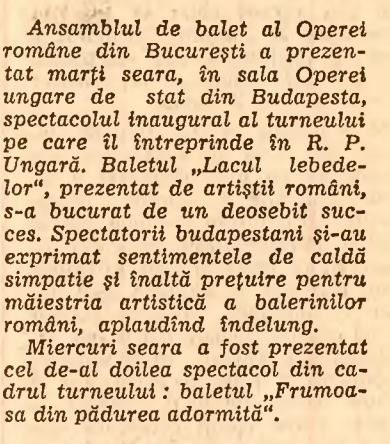 Ansamblul de balet al Operei
române din București a prezen-
tat marți seara, în sala Operei
ungare de stat din Budapesta,
spectacolul inaugural al turneului
pe care îl întreprinde în R. P.
Ungară. Baletul „Lacul lebede-
lor“, prezentat de artiștii români,
s-a bucurat de un deosebit suc-
ces. Spectatorii budapestani și-au
exprimat sentimentele de caldă
simpatie și înaltă prețuire pentru
măiestria artistică a balerinilor
români, aplaudînd îndelung.
Miercuri seara a fost prezentat
cel de-al doilea spectacol din ca-
drul turneului : baletul „Frumoa-
sa din pădurea adormită“.